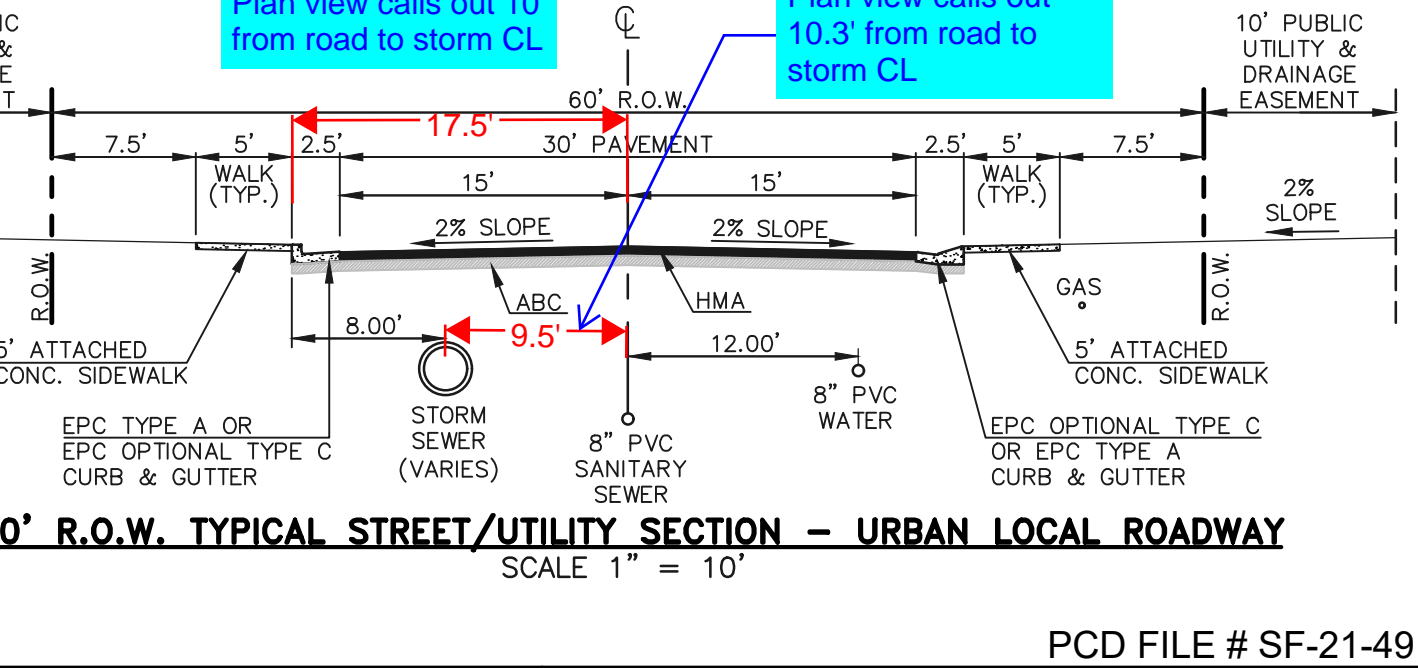 Plan view calls out 10'
from road to storm CL
Plan view calls out
10.3' from road to
storm CL
℄
10' PUBLIC
UTILITY &
DRAINAGE
EASEMENT
&
60' R.O.W.
17.5'
7.5'
5'
2.5'
30' PAVEMENT
2.5'
5'
7.5'
WALK
(TYP.)
WALK
(TYP.)
15'
15'
2%
SLOPE
2% SLOPE
2% SLOPE
R.O.W.
R.O.W.
GAS
ABC
HMA
8.00'
9.5'
12.00'
5' ATTACHED
CONC. SIDEWALK
5' ATTACHED
CONC. SIDEWALK
8" PVC
WATER
EPC TYPE A OR
EPC OPTIONAL TYPE C
CURB & GUTTER
STORM
SEWER
(VARIES)
8" PVC
SANITARY
SEWER
EPC OPTIONAL TYPE C
OR EPC TYPE A
CURB & GUTTER
0' R.O.W. TYPICAL STREET/UTILITY SECTION – URBAN LOCAL ROADWAY
SCALE 1" = 10'
PCD FILE # SF-21-49